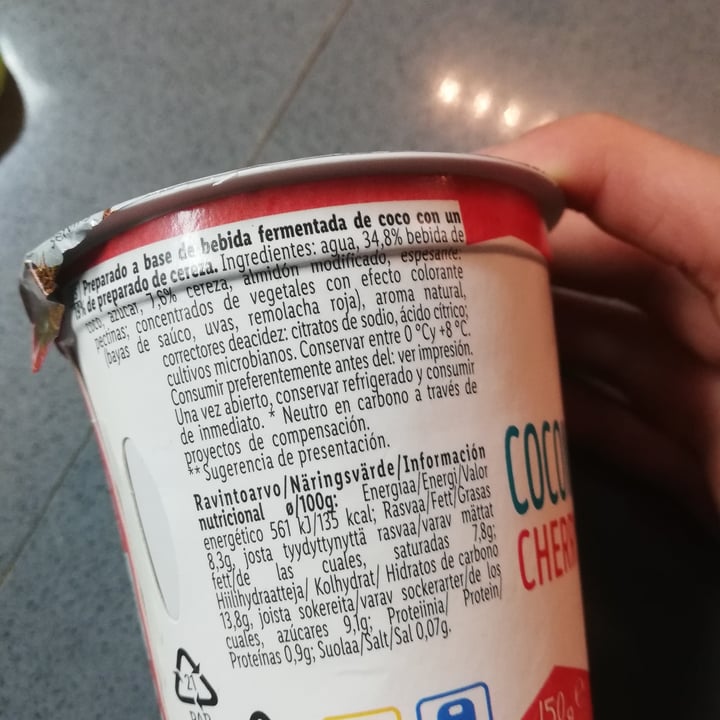 Preparado a base de bebida fermentada de coco con un
% de preparado de cereza. Ingredientes: agua, 34,8% bebida de
coco, azúcar, 7,6% cereza, almidón modificado, espesante:
pectinas; concentrados de vegetales con efecto colorante
(bayas de saúco, uvas, remolacha roja), aroma natural,
correctores deacidez: citratos de sodio, ácido cítrico;
cultivos microbianos. Conservar entre 0 °Cy +8 °C.
Consumir preferentemente antes del: ver impresión.
Una vez abierto, conservar refrigerado y consumir
de inmediato. * Neutro en carbono a través de
proyectos de compensación.
** Sugerencia de presentación.
Ravintoarvo/Näringsvärde/Información
nutricional ø/100g: Energiaa/Energi/Valor
energético 561 kJ/135 kcal; Rasvaa/Fett/Grasas
8,3g, josta tyydyttynyttä rasvaa/varav mättat
fett/de las cuales, saturadas 7,8g;
Hiilihydraatteja/ Kolhydrat/ Hidratos de carbono
13,8g, joista sokereita/varav sockerarter/de los
cuales, azúcares 9,1g; Proteiinia/ Protein/
Proteínas 0,9g; Suolaa/Salt/Sal 0,07g.
COCO
CHERR
21
PAP
150g e